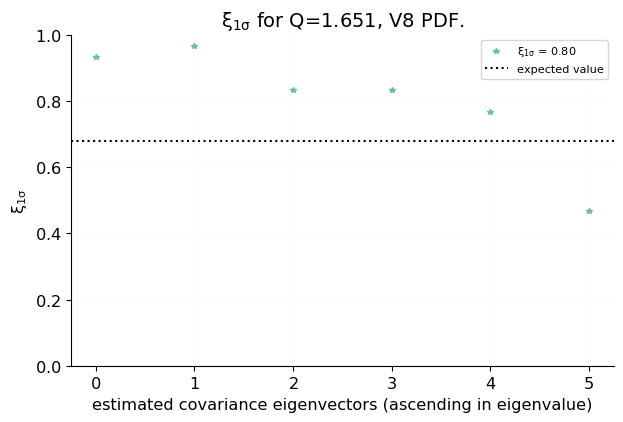 ξ1σ for Q=1.651, V8 PDF.
1.0
0.8
0.6
0.4
0.2
0.0
ξ1σ
ξ1σ = 0.80
expected value
0 1 2 3 4 5
estimated covariance eigenvectors (ascending in eigenvalue)